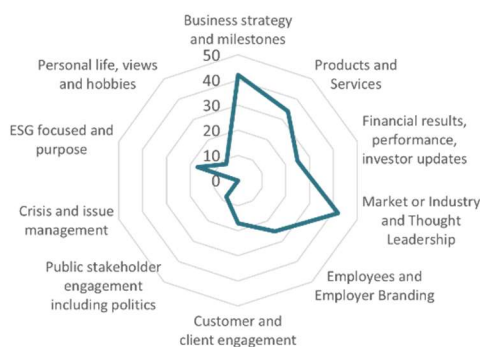 Business strategy
and milestones
50
40
30
20
10
0
Products and
Services
Financial results,
performance,
investor updates
Market or Industry
and Thought
Leadership
Employees and
Employer Branding
Customer and
client engagement
Public stakeholder
engagement
including politics
Crisis and issue
management
ESG focused and
purpose
Personal life, views
and hobbies